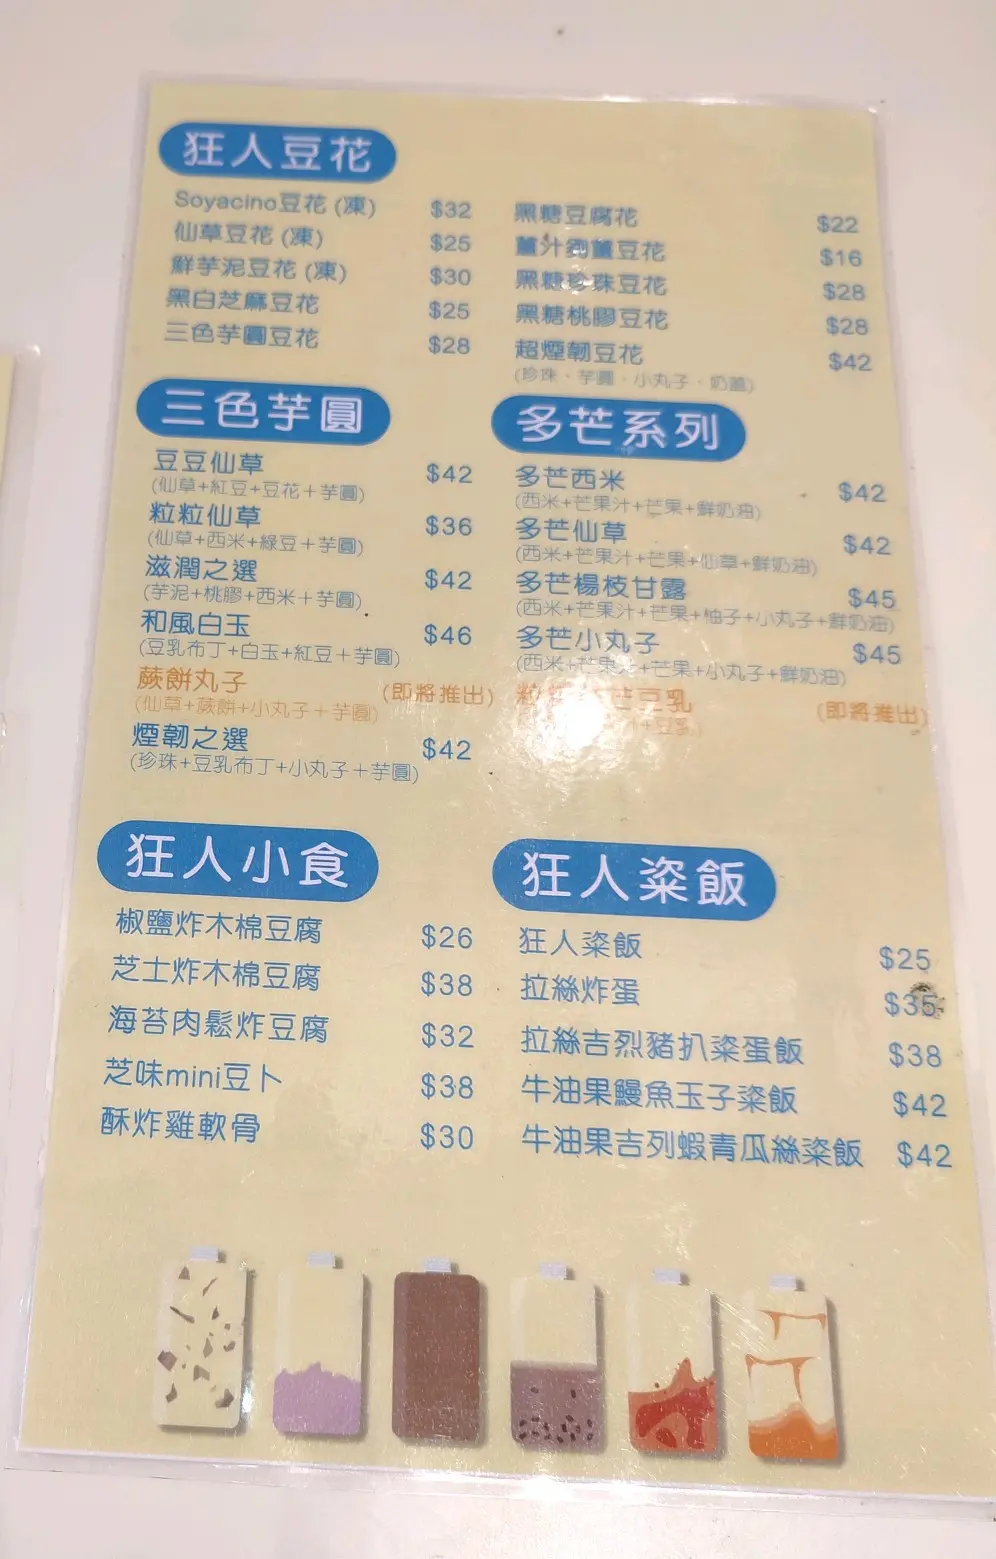 狂人豆花
Soyacino豆花 (凍) $32
仙草豆花 (凍) $25
鮮芋泥豆花 (凍) $30
黑白芝麻豆花 $25
三色芋圓豆花 $28
黑糖豆腐花 $22
薑汁夠薑豆花 $16
黑糖珍珠豆花 $28
黑糖桃膠豆花 $28
超煙韌豆花 $42
(珍珠、芋圓、小丸子、奶蓋)
三色芋圓
豆豆仙草 $42
(仙草+紅豆+豆花+芋圓)
粒粒仙草 $36
(仙草+西米+綠豆+芋圓)
滋潤之選 $42
(芋泥+桃膠+西米+芋圓)
和風白玉 $46
(豆乳布丁+白玉+紅豆+芋圓)
蕨餅丸子 (即將推出)
(仙草+蕨餅+小丸子+芋圓)
煙韌之選 $42
(珍珠+豆乳布丁+小丸子+芋圓)
多芒系列
多芒西米 $42
(西米+芒果汁+芒果+鮮奶油)
多芒仙草 $42
(西米+芒果汁+芒果+仙草+鮮奶油)
多芒楊枝甘露 $45
(西米+芒果汁+芒果+柚子+小丸子+鮮奶油)
多芒小丸子 $45
(西米+芒果汁+芒果+小丸子+鮮奶油)
豆乳 (即將推出)
+豆乳)
狂人小食
椒鹽炸木棉豆腐 $26
芝士炸木棉豆腐 $38
海苔肉鬆炸豆腐 $32
芝味mini豆卜 $38
酥炸雞軟骨 $30
狂人粢飯
狂人粢飯 $25
拉絲炸蛋 $35
拉絲吉烈豬扒粢蛋飯 $38
牛油果鰻魚玉子粢飯 $42
牛油果吉列蝦青瓜絲粢飯 $42